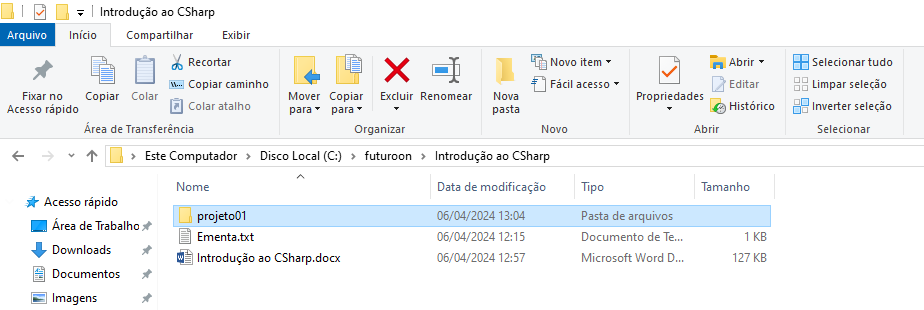 Introdução ao CSharp
Arquivo Início Compartilhar Exibir
Fixar no Acesso rápido
Copiar
Colar
Recortar
Copiar caminho
Colar atalho
Área de Transferência
Mover para
Copiar para
Excluir
Renomear
Organizar
Nova pasta
Novo item
Fácil acesso
Novo
Propriedades
Abrir
Editar
Histórico
Abrir
Selecionar tudo
Limpar seleção
Inverter seleção
Selecionar
Este Computador > Disco Local (C:) > futuroon > Introdução ao CSharp
Acesso rápido
Área de Trabalho
Downloads
Documentos
Imagens
Nome Data de modificação Tipo Tamanho
projeto01 06/04/2024 13:04 Pasta de arquivos
Ementa.txt 06/04/2024 12:15 Documento de Te... 1 KB
Introdução ao CSharp.docx 06/04/2024 12:57 Microsoft Word D... 127 KB